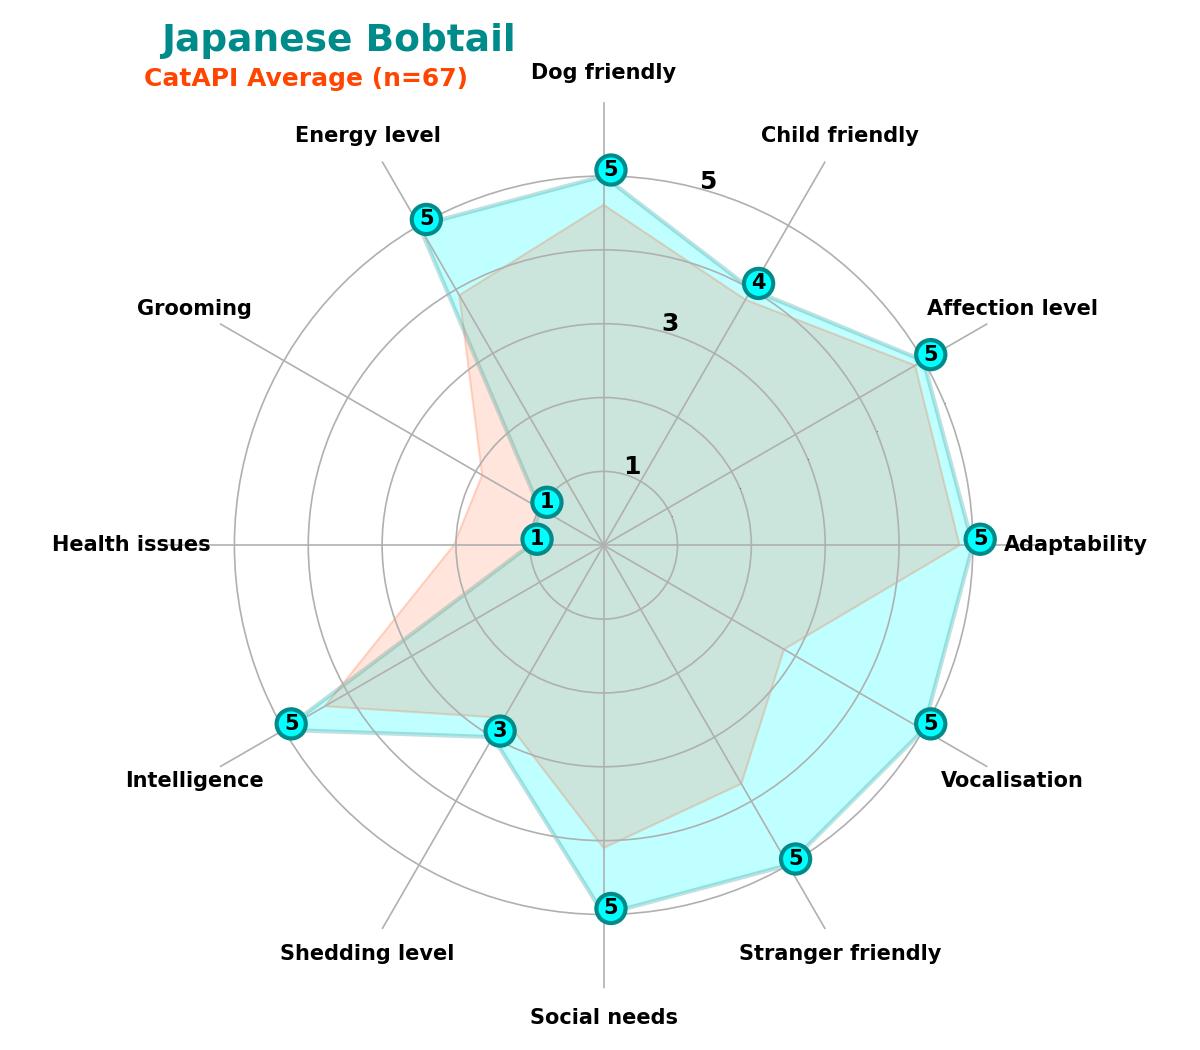 Japanese Bobtail
CatAPI Average (n=67)
Dog friendly
Energy level
Child friendly
5
5
5
5
4
Grooming
3
Affection level
5
1
1
Health issues
1
5
Adaptability
5
3
5
Intelligence
Vocalisation
5
5
Shedding level
Stranger friendly
Social needs